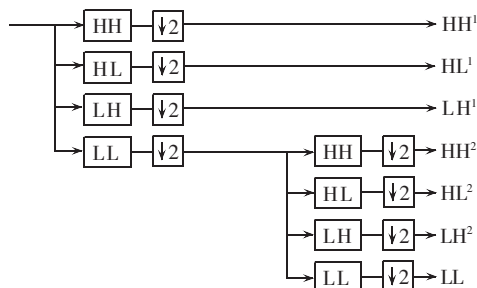 HH ↓2 HH¹
HL ↓2 HL¹
LH ↓2 LH¹
LL ↓2 HH ↓2 HH²
HL ↓2 HL²
LH ↓2 LH²
LL ↓2 LL